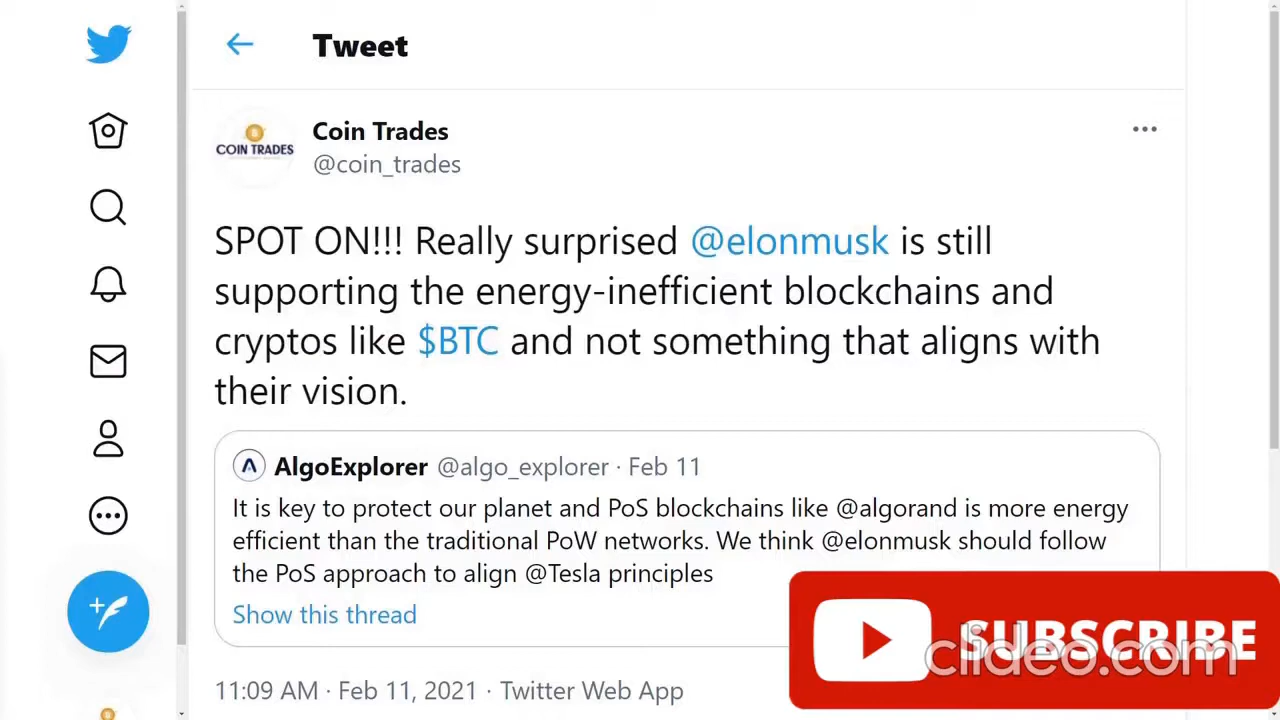 Tweet
COIN TRADES
Coin Trades
@coin_trades
SPOT ON!!! Really surprised @elonmusk is still
supporting the energy-inefficient blockchains and
cryptos like $BTC and not something that aligns with
their vision.
AlgoExplorer @algo_explorer · Feb 11
It is key to protect our planet and PoS blockchains like @algorand is more energy
efficient than the traditional PoW networks. We think @elonmusk should follow
the PoS approach to align @Tesla principles
Show this thread
SUBSCRIBE
clideo.com
11:09 AM · Feb 11, 2021 · Twitter Web App